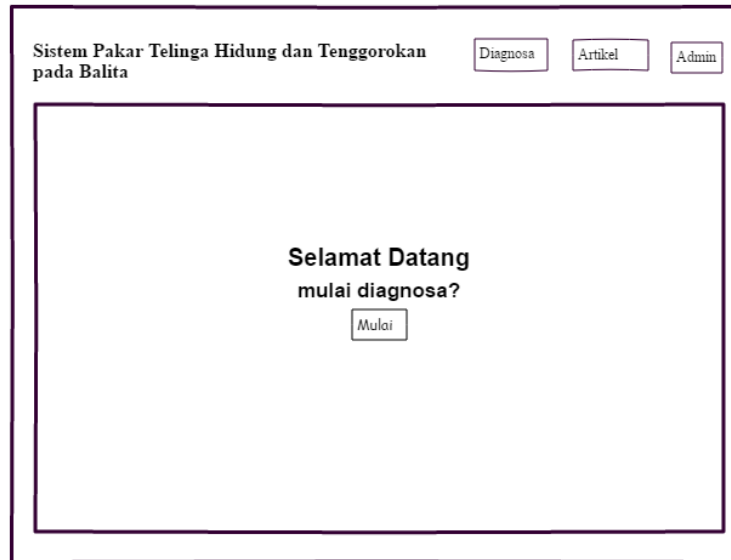 Sistem Pakar Telinga Hidung dan Tenggorokan
pada Balita
Diagnosa
Artikel
Admin
Selamat Datang
mulai diagnosa?
Mulai